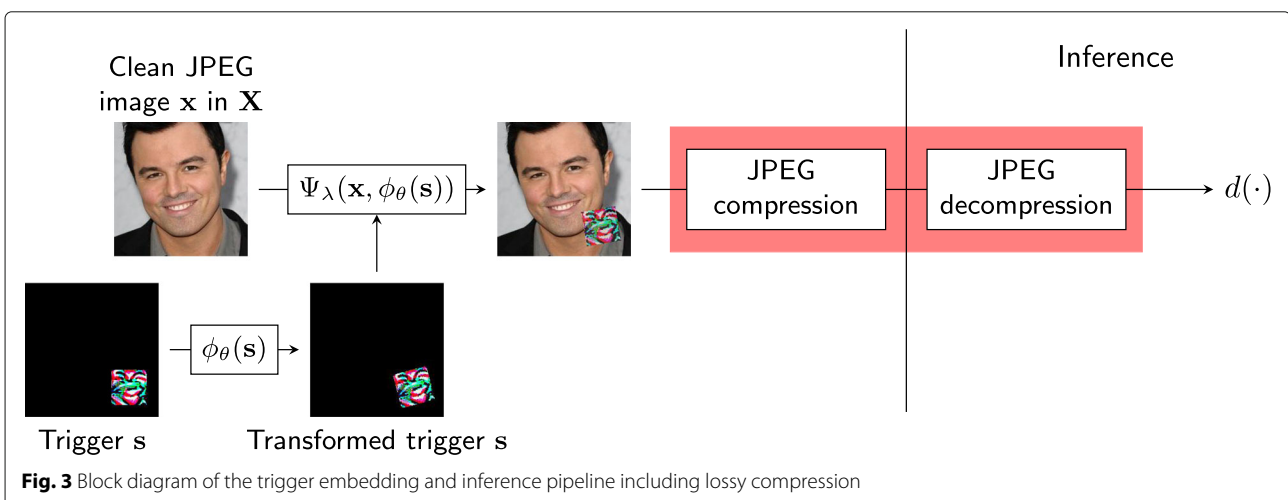 Clean JPEG
image x in X
Inference
Ψλ(x, ϕθ(s))
JPEG
compression
JPEG
decompression
d(·)
ϕθ(s)
Trigger s
Transformed trigger s
Fig. 3 Block diagram of the trigger embedding and inference pipeline including lossy compression